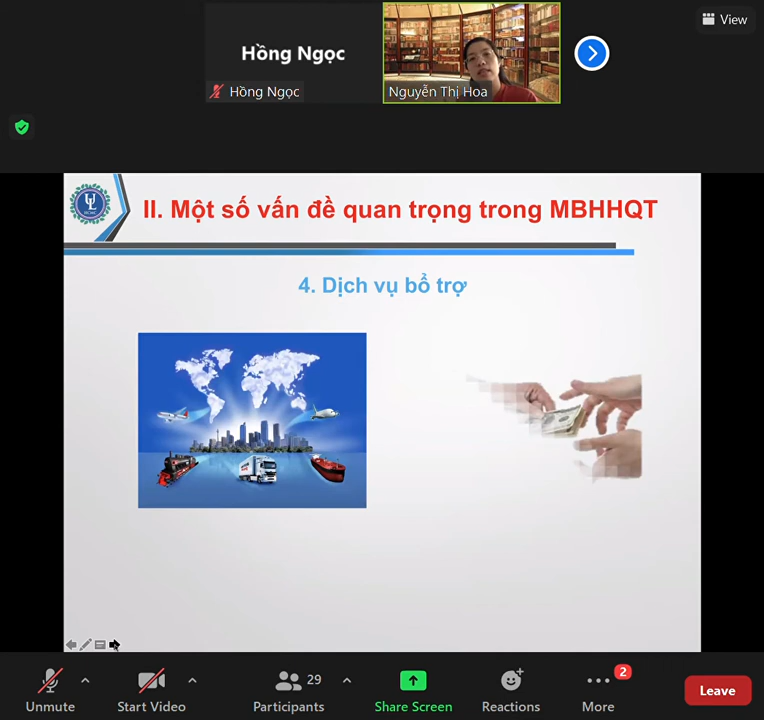 View
Hồng Ngọc
Hồng Ngọc
Nguyễn Thị Hoa
II. Một số vấn đề quan trọng trong MBHHQT
4. Dịch vụ bổ trợ
Unmute
Start Video
29
Participants
Share Screen
Reactions
2
More
Leave